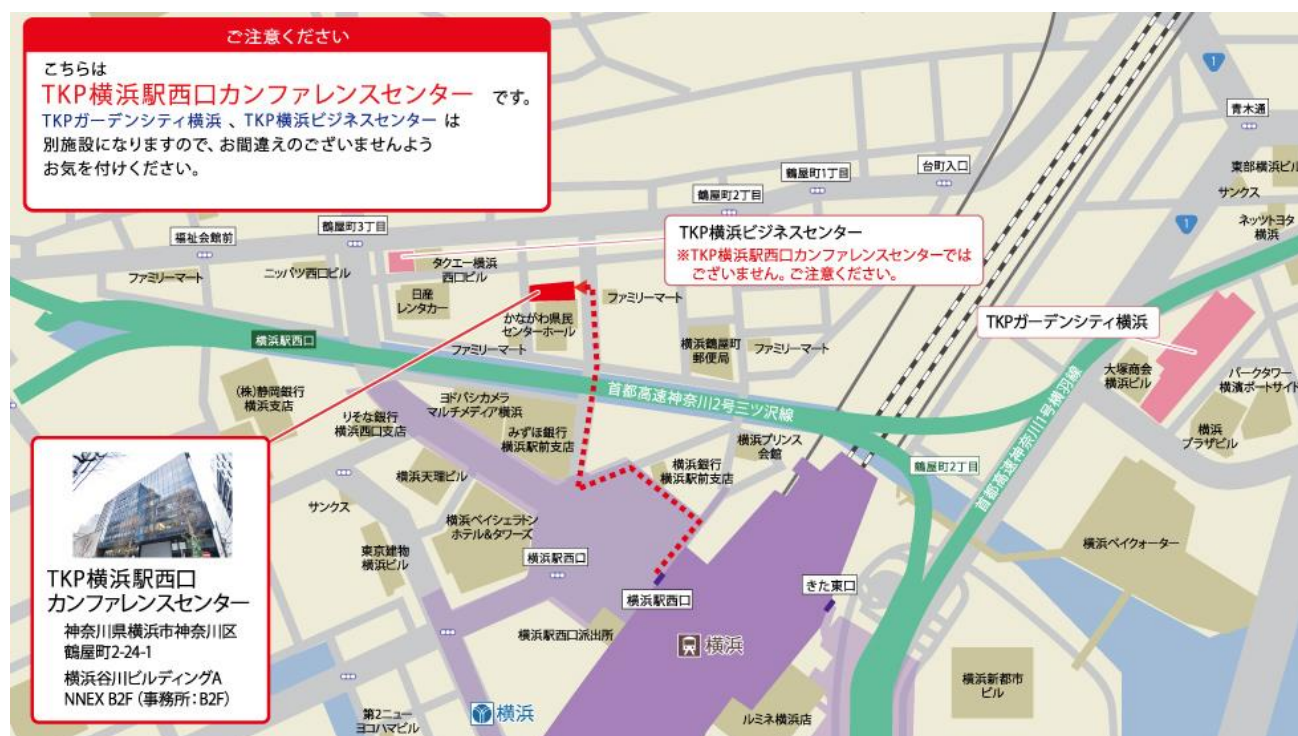 ご注意ください
こちらは
TKP横浜駅西口カンファレンスセンター です。
TKPガーデンシティ横浜 、TKP横浜ビジネスセンター は
別施設になりますので、お間違えのございませんよう
お気を付けください。
1
青木通
東部横浜ビル
サンクス
ネッツトヨタ
横浜
1
台町入口
鶴屋町1丁目
鶴屋町2丁目
鶴屋町3丁目
福祉会館前
TKP横浜ビジネスセンター
※TKP横浜駅西口カンファレンスセンターでは
ございません。ご注意ください。
ファミリーマート
ニッパツ西口ビル
タクエー横浜
西口ビル
日産
レンタカー
かながわ県民
センターホール
ファミリーマート
TKPガーデンシティ横浜
横浜駅西口
ファミリーマート
横浜鶴屋町
郵便局
ファミリーマート
大塚商会
横浜ビル
パークタワー
横濱ポートサイド
首都高速神奈川2号三ツ沢線
首都高速神奈川1号横羽線
(株)静岡銀行
横浜支店
りそな銀行
横浜西口支店
ヨドバシカメラ
マルチメディア横浜
みずほ銀行
横浜駅前支店
横浜プリンス
会館
横浜
プラザビル
横浜銀行
横浜駅前支店
鶴屋町2丁目
横浜天理ビル
サンクス
横浜ベイシェラトン
ホテル&タワーズ
東京建物
横浜ビル
横浜駅西口
横浜ベイクォーター
横浜駅西口
きた東口
横浜駅西口派出所
横浜
横浜新都市
ビル
ルミネ横浜店
横浜
第2ニュー
ヨコハマビル
TKP横浜駅西口
カンファレンスセンター
神奈川県横浜市神奈川区
鶴屋町2-24-1
横浜谷川ビルディングA
NNEX B2F (事務所:B2F)